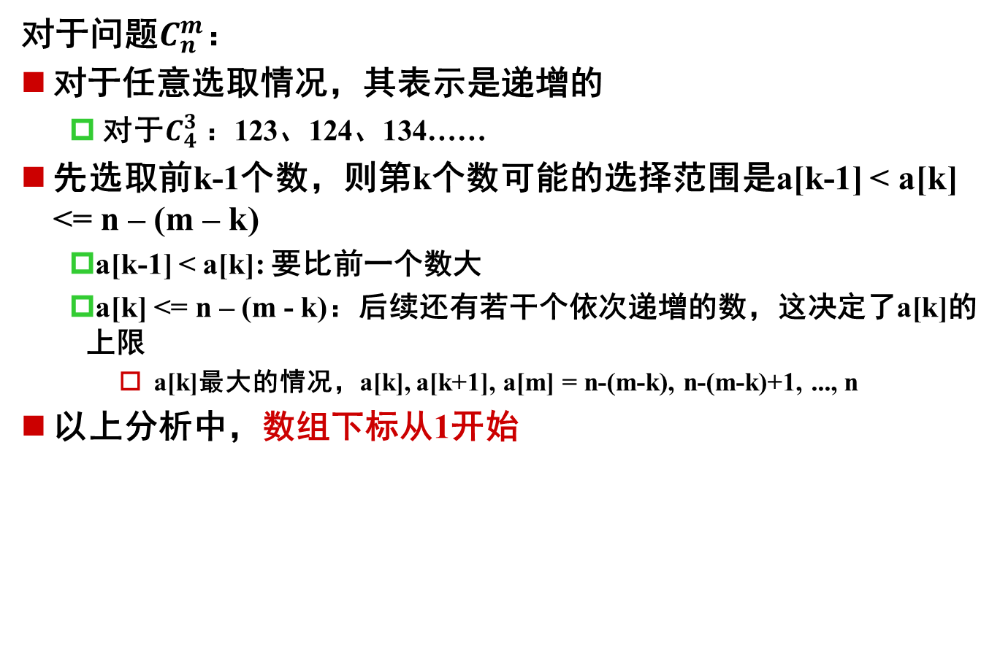 对于问题$C_n^m$：
对于任意选取情况，其表示是递增的
对于$C_4^3$：123、124、134……
先选取前k-1个数，则第k个数可能的选择范围是a[k-1] < a[k]
<= n – (m – k)
a[k-1] < a[k]: 要比前一个数大
a[k] <= n – (m - k)：后续还有若干个依次递增的数，这决定了a[k]的
上限
a[k]最大的情况，a[k], a[k+1], a[m] = n-(m-k), n-(m-k)+1, ..., n
以上分析中，数组下标从1开始